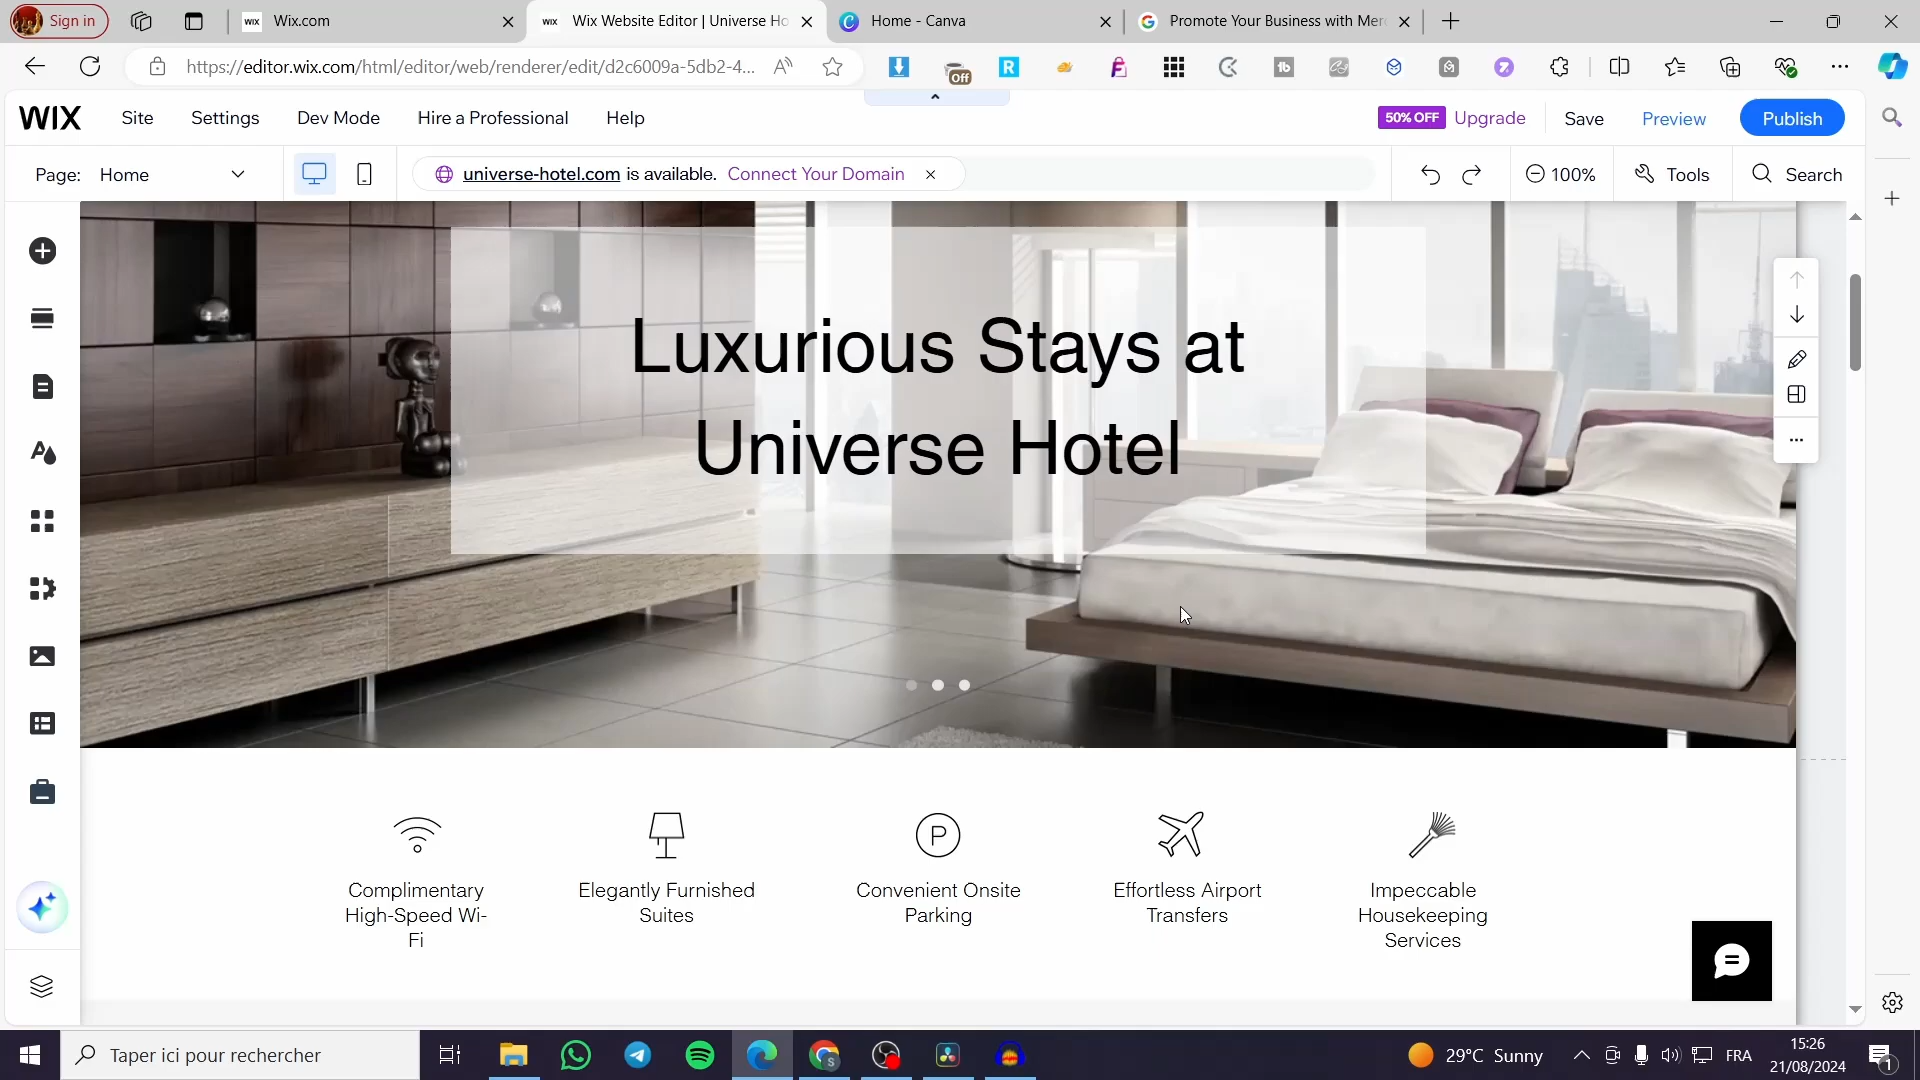 Sign in
WIX
Wix.com
WIX
Wix Website Editor | Universe Ho
Home - Canva
Promote Your Business with Mer
https://editor.wix.com/html/editor/web/renderer/edit/d2c6009a-5db2-4...
Off
WIX
Site
Settings
Dev Mode
Hire a Professional
Help
50% OFF
Upgrade
Save
Preview
Publish
Page:
Home
universe-hotel.com is available.
Connect Your Domain
100%
Tools
Search
Luxurious Stays at
Universe Hotel
Complimentary
High-Speed Wi-
Fi
Elegantly Furnished
Suites
P
Convenient Onsite
Parking
Effortless Airport
Transfers
Impeccable
Housekeeping
Services
Taper ici pour rechercher
29°C Sunny
FRA
15:26
21/08/2024
1